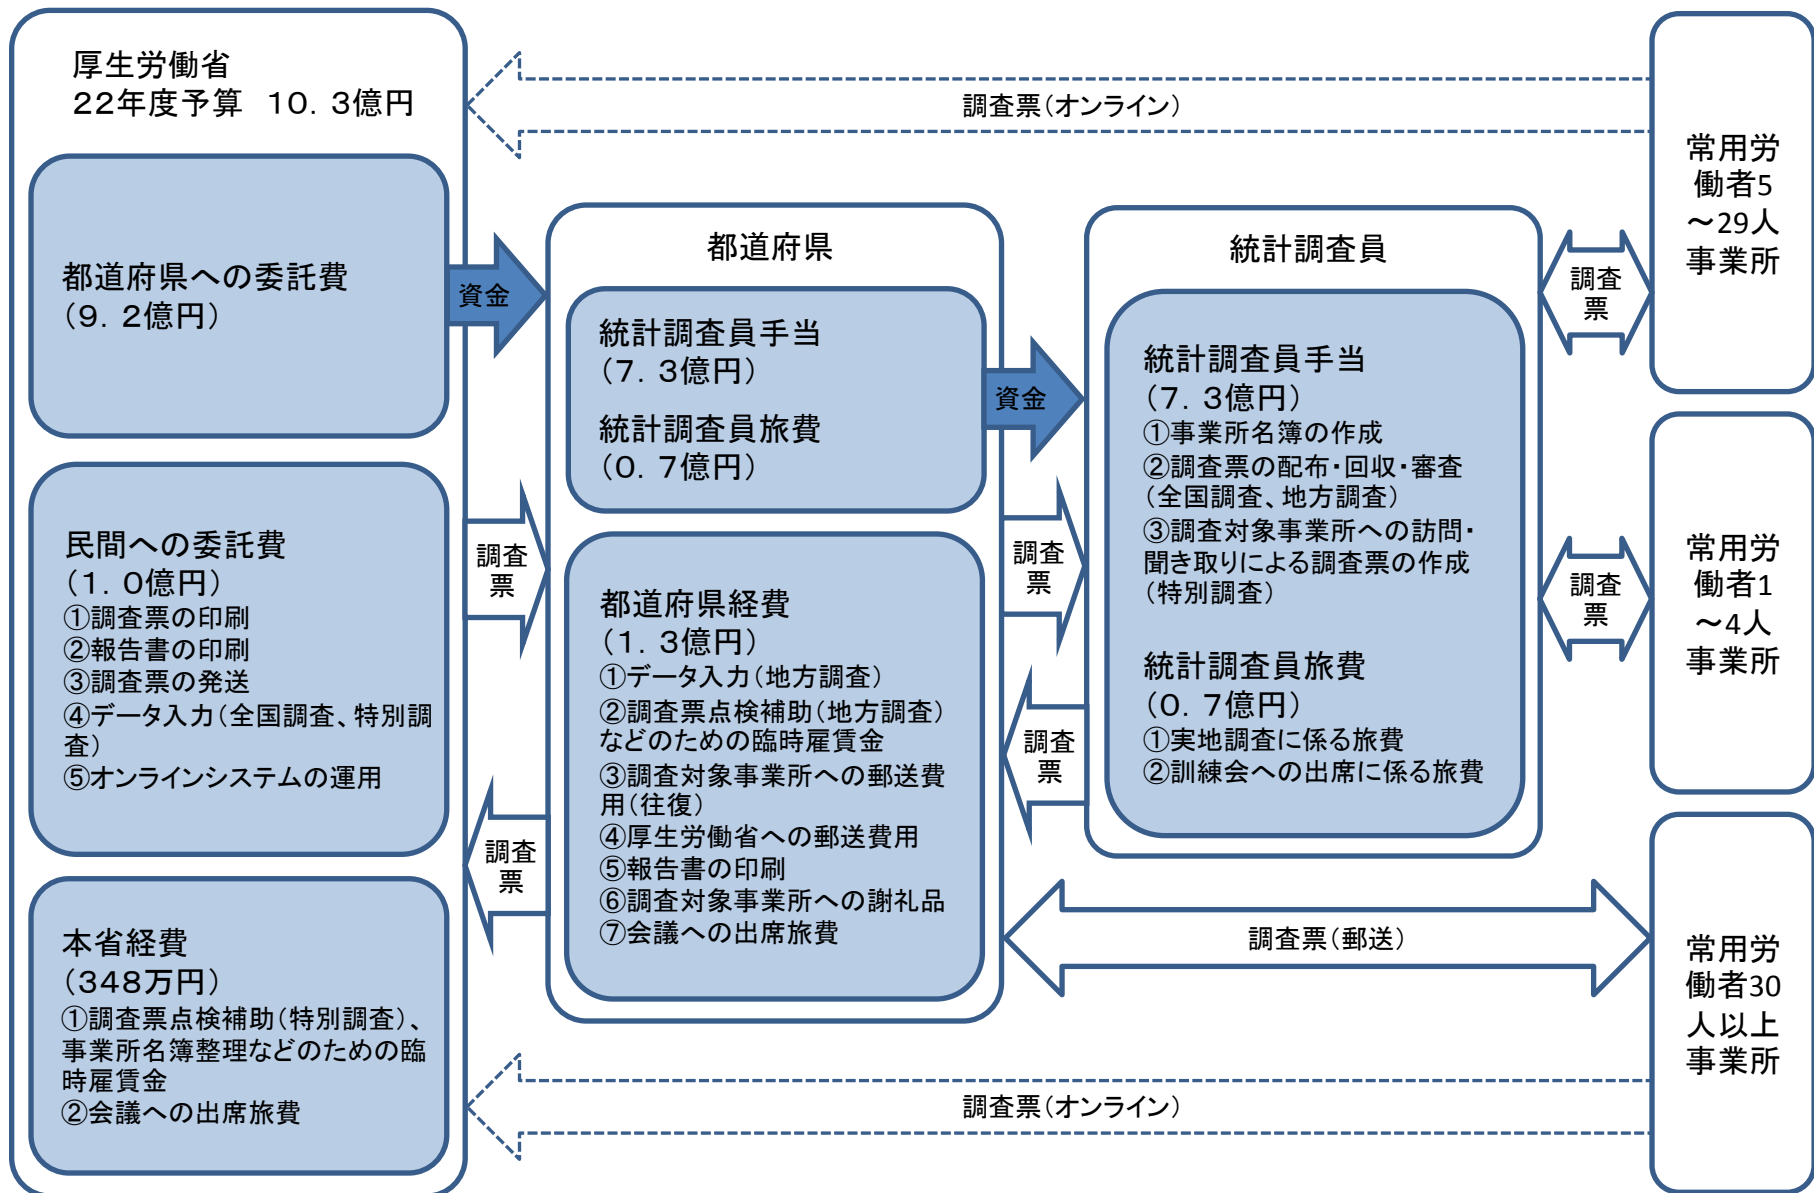 厚生労働省
22年度予算　10．3億円
都道府県への委託費
（9．2億円）
民間への委託費
（1．0億円）
①調査票の印刷
②報告書の印刷
③調査票の発送
④データ入力（全国調査、特別調
査）
⑤オンラインシステムの運用
本省経費
（348万円）
①調査票点検補助（特別調査）、
事業所名簿整理などのための臨
時雇賃金
②会議への出席旅費
資金
調査
票
調査
票
都道府県
統計調査員手当
（7．3億円）
統計調査員旅費
（0．7億円）
都道府県経費
（1．3億円）
①データ入力（地方調査）
②調査票点検補助（地方調査）
などのための臨時雇賃金
③調査対象事業所への郵送費
用（往復）
④厚生労働省への郵送費用
⑤報告書の印刷
⑥調査対象事業所への謝礼品
⑦会議への出席旅費
資金
調査
票
調査
票
統計調査員
統計調査員手当
（7．3億円）
①事業所名簿の作成
②調査票の配布・回収・審査
（全国調査、地方調査）
③調査対象事業所への訪問・
聞き取りによる調査票の作成
（特別調査）
統計調査員旅費
（0．7億円）
①実地調査に係る旅費
②訓練会への出席に係る旅費
調査票（オンライン）
調査
票
調査
票
調査票（郵送）
調査票（オンライン）
常用労
働者5
～29人
事業所
常用労
働者1
～4人
事業所
常用労
働者30
人以上
事業所